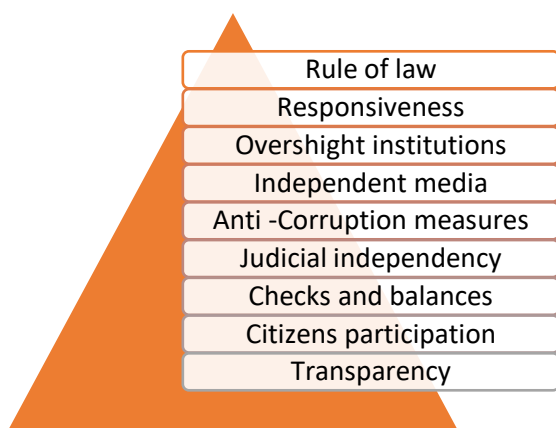 Rule of law
Responsiveness
Overshight institutions
Independent media
Anti -Corruption measures
Judicial independency
Checks and balances
Citizens participation
Transparency